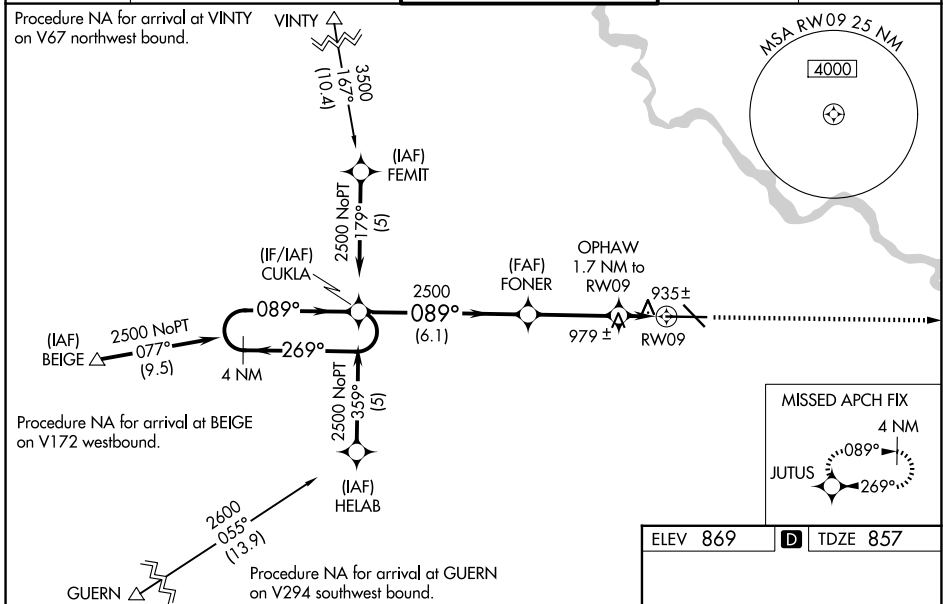 Procedure NA for arrival at VINTY
on V67 northwest bound.
VINTY
3500
167°
(10.4)
MSA RW09 25 NM
4000
(IAF)
FEMIT
2500 NoPT
179°
(5)
(IF/IAF)
CUKLA
OPHAW
1.7 NM to
RW09
(FAF)
FONER
2500
089°
(6.1)
089°
935±
979±
RW09
(IAF)
BEIGE
2500 NoPT
077°
(9.5)
269°
4 NM
2500 NoPT
359°
(5)
Procedure NA for arrival at BEIGE
on V172 westbound.
MISSED APCH FIX
4 NM
089°
JUTUS
269°
(IAF)
HELAB
2600
055°
(13.9)
GUERN
Procedure NA for arrival at GUERN
on V294 southwest bound.
ELEV 869 D TDZE 857